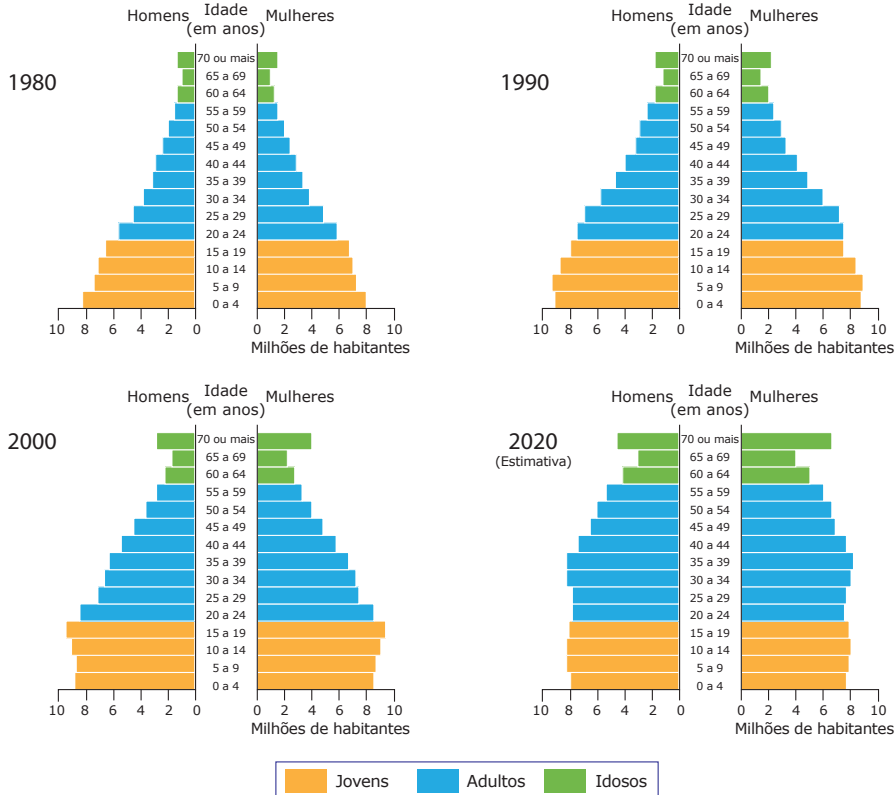 Homens Idade (em anos) Mulheres
1980
70 ou mais
65 a 69
60 a 64
55 a 59
50 a 54
45 a 49
40 a 44
35 a 39
30 a 34
25 a 29
20 a 24
15 a 19
10 a 14
5 a 9
0 a 4
10 8 6 4 2 0 0 2 4 6 8 10
Milhões de habitantes
Homens Idade (em anos) Mulheres
1990
70 ou mais
65 a 69
60 a 64
55 a 59
50 a 54
45 a 49
40 a 44
35 a 39
30 a 34
25 a 29
20 a 24
15 a 19
10 a 14
5 a 9
0 a 4
10 8 6 4 2 0 0 2 4 6 8 10
Milhões de habitantes
Homens Idade (em anos) Mulheres
2000
70 ou mais
65 a 69
60 a 64
55 a 59
50 a 54
45 a 49
40 a 44
35 a 39
30 a 34
25 a 29
20 a 24
15 a 19
10 a 14
5 a 9
0 a 4
10 8 6 4 2 0 0 2 4 6 8 10
Milhões de habitantes
Homens Idade (em anos) Mulheres
2020
(Estimativa)
70 ou mais
65 a 69
60 a 64
55 a 59
50 a 54
45 a 49
40 a 44
35 a 39
30 a 34
25 a 29
20 a 24
15 a 19
10 a 14
5 a 9
0 a 4
10 8 6 4 2 0 0 2 4 6 8 10
Milhões de habitantes
Jovens Adultos Idosos